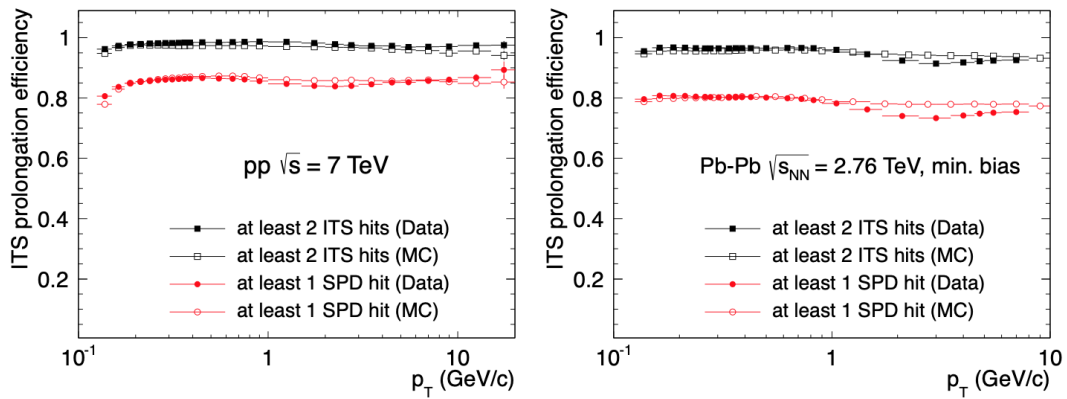 ITS prolongation efficiency
1
0.8
0.6
0.4
0.2
pp √s = 7 TeV
at least 2 ITS hits (Data)
at least 2 ITS hits (MC)
at least 1 SPD hit (Data)
at least 1 SPD hit (MC)
10⁻¹ 1 10
p_T (GeV/c)
ITS prolongation efficiency
1
0.8
0.6
0.4
0.2
Pb-Pb √s_NN = 2.76 TeV, min. bias
at least 2 ITS hits (Data)
at least 2 ITS hits (MC)
at least 1 SPD hit (Data)
at least 1 SPD hit (MC)
10⁻¹ 1 10
p_T (GeV/c)